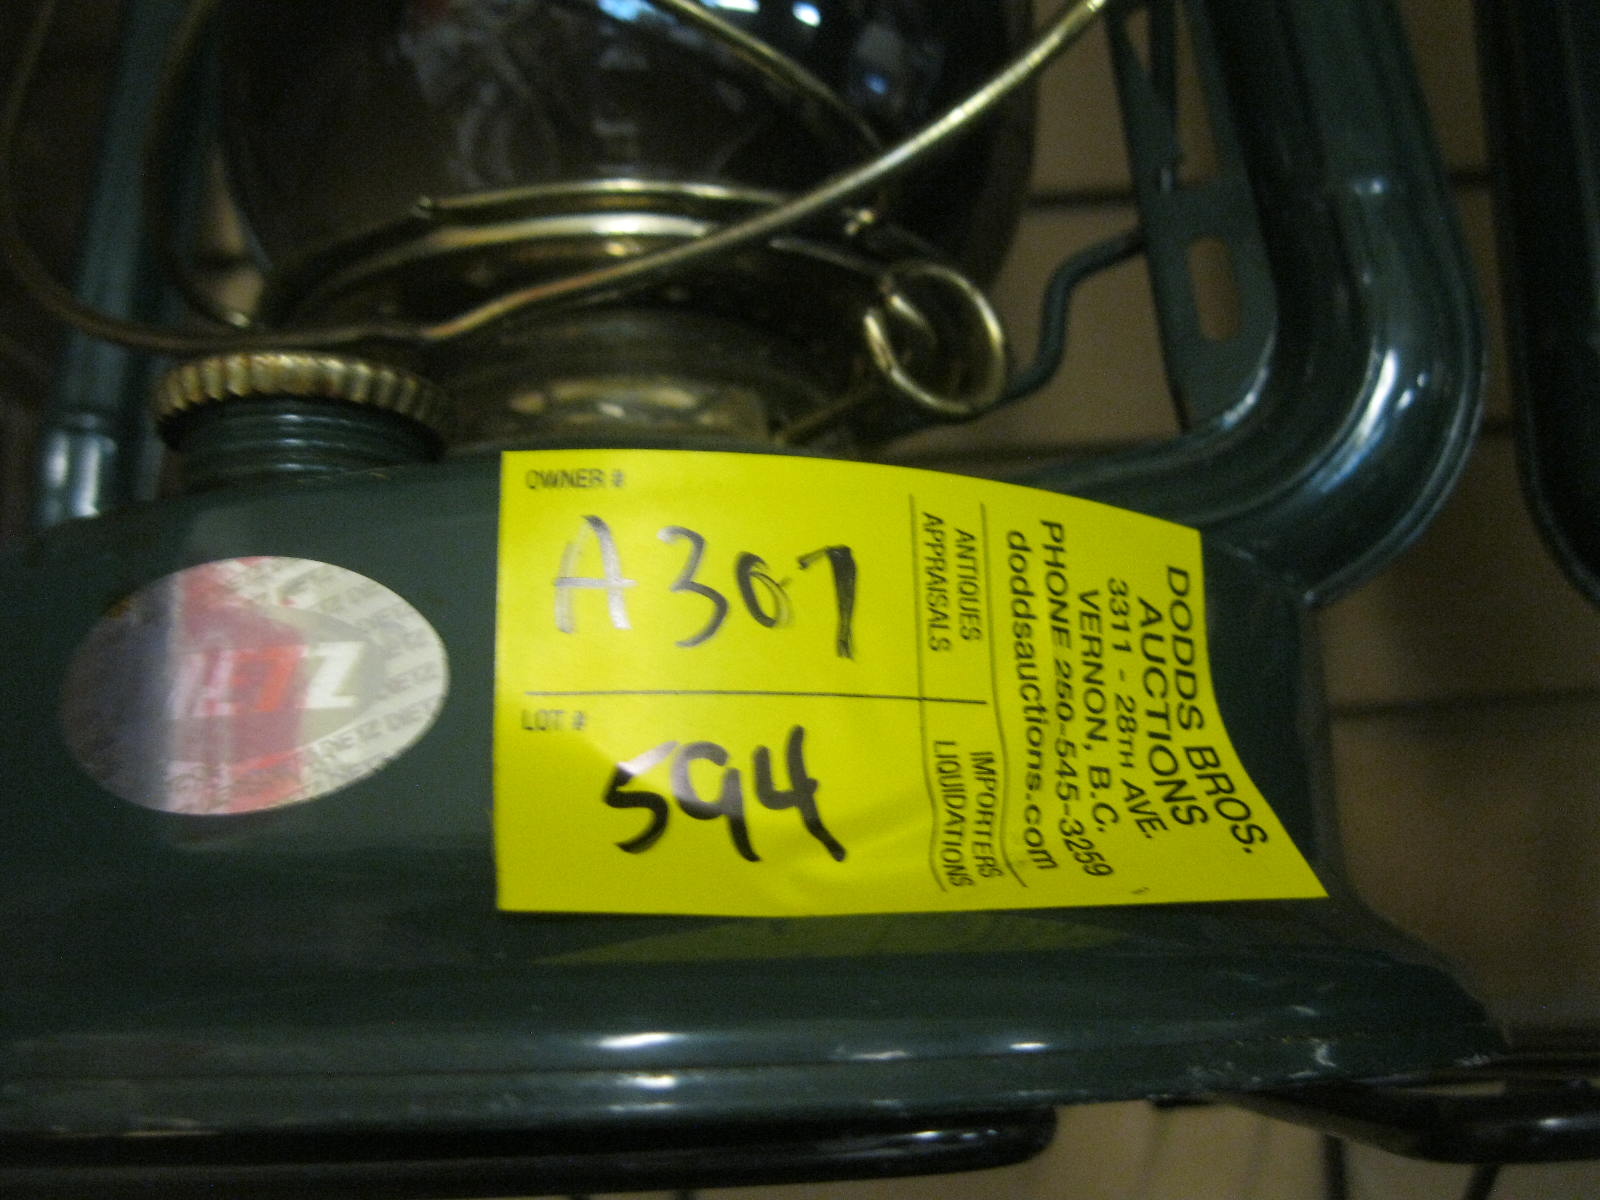 OWNER #
A307
LOT #
594
ANTIQUES
APPRAISALS
IMPORTERS
LIQUIDATIONS
DODDS BROS.
AUCTIONS
3311 - 28TH AVE.
VERNON, B.C.
PHONE 250-545-3259
doddsauctions.com